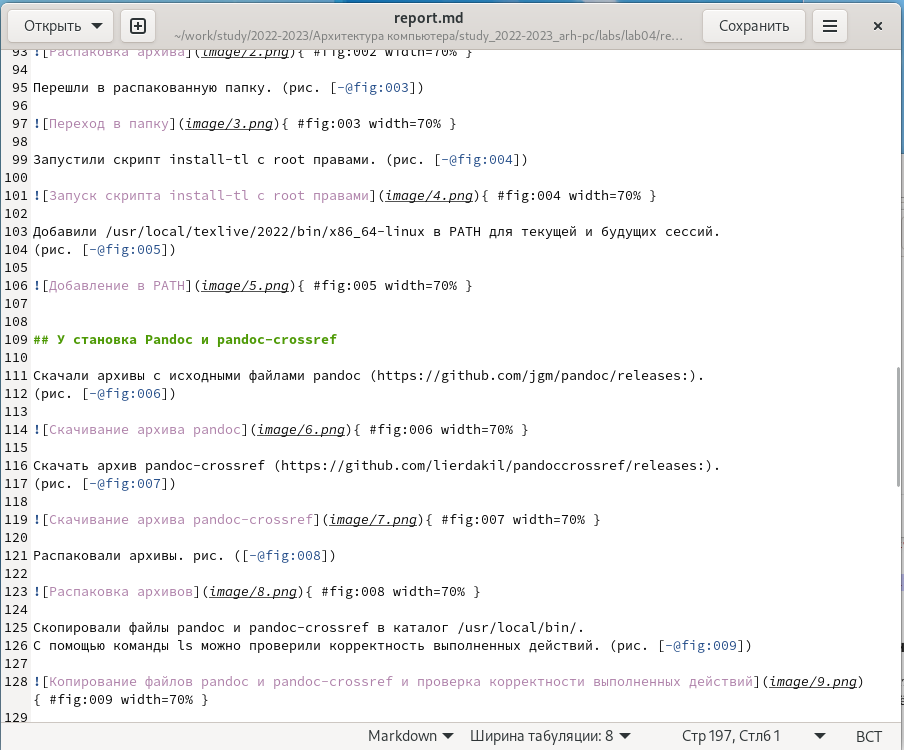 Открыть
report.md
~/work/study/2022-2023/Архитектура компьютера/study_2022-2023_arh-pc/labs/lab04/re…
Сохранить
93 ![Распаковка архива](image/2.png){ #fig:002 width=70% }
94
95 Перешли в распакованную папку. (рис. [-@fig:003])
96
97 ![Переход в папку](image/3.png){ #fig:003 width=70% }
98
99 Запустили скрипт install-tl с root правами. (рис. [-@fig:004])
100
101 ![Запуск скрипта install-tl с root правами](image/4.png){ #fig:004 width=70% }
102
103 Добавили /usr/local/texlive/2022/bin/x86_64-linux в PATH для текущей и будущих сессий.
104 (рис. [-@fig:005])
105
106 ![Добавление в PATH](image/5.png){ #fig:005 width=70% }
107
108
109 ## У становка Pandoc и pandoc-crossref
110
111 Скачали архивы с исходными файлами pandoc (https://github.com/jgm/pandoc/releases:).
112 (рис. [-@fig:006])
113
114 ![Скачивание архива pandoc](image/6.png){ #fig:006 width=70% }
115
116 Скачать архив pandoc-crossref (https://github.com/lierdakil/pandoccrossref/releases:).
117 (рис. [-@fig:007])
118
119 ![Скачивание архива pandoc-crossref](image/7.png){ #fig:007 width=70% }
120
121 Распаковали архивы. рис. ([-@fig:008])
122
123 ![Распаковка архивов](image/8.png){ #fig:008 width=70% }
124
125 Скопировали файлы pandoc и pandoc-crossref в каталог /usr/local/bin/.
126 С помощью команды ls можно проверили корректность выполненных действий. (рис. [-@fig:009])
127
128 ![Копирование файлов pandoc и pandoc-crossref и проверка корректности выполненных действий](image/9.png)
{ #fig:009 width=70% }
129
Markdown
Ширина табуляции: 8
Стр 197, Стлб 1
ВСТ